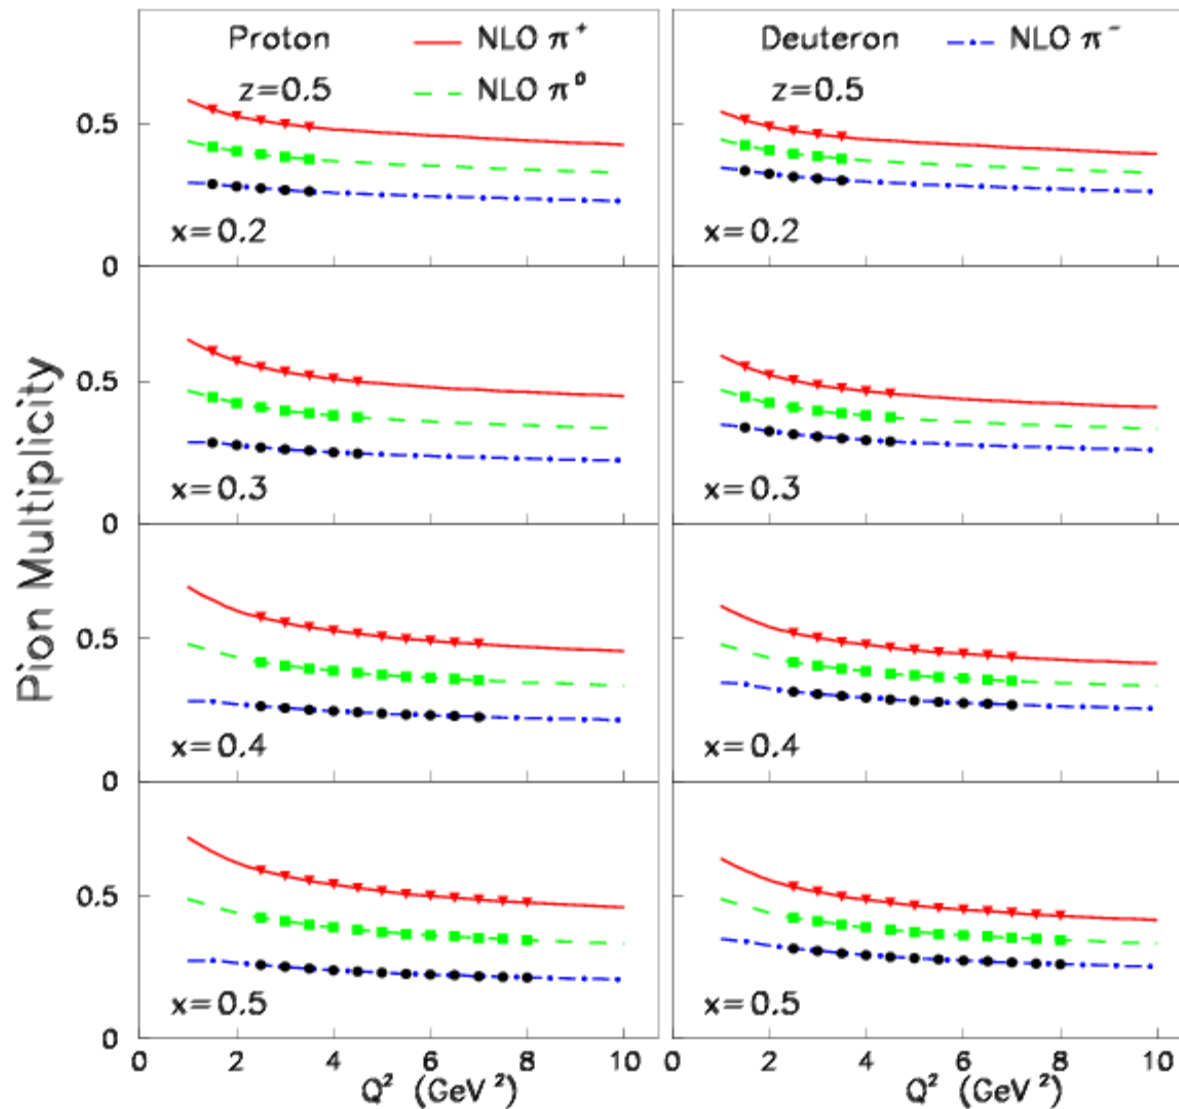 Proton NLO π⁺ Deuteron NLO π⁻
z=0.5 NLO π⁰ z=0.5
0.5
x=0.2 x=0.2
0
0.5
x=0.3 x=0.3
0
Pion Multiplicity
0.5
x=0.4 x=0.4
0
0.5
x=0.5 x=0.5
0
0 2 4 6 8 10 0 2 4 6 8 10
Q² (GeV²) Q² (GeV²)